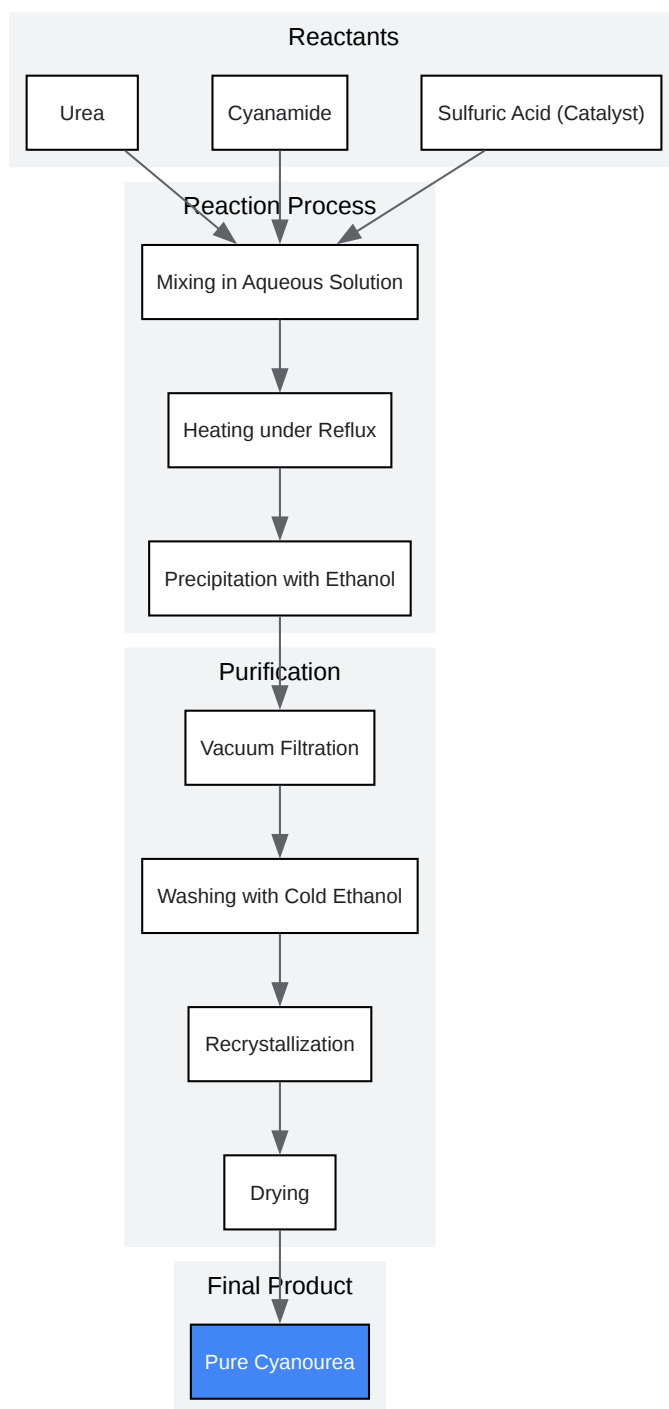 Reactants
Urea
Cyanamide
Sulfuric Acid (Catalyst)
Reaction Process
Mixing in Aqueous Solution
Heating under Reflux
Precipitation with Ethanol
Purification
Vacuum Filtration
Washing with Cold Ethanol
Recrystallization
Drying
Final Product
Pure Cyanourea